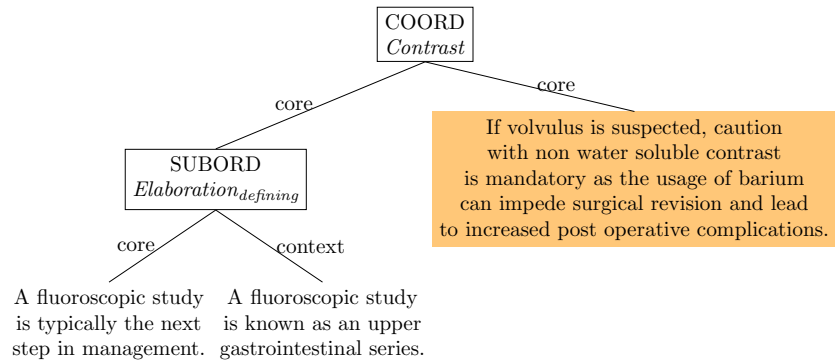 COORD
Contrast
core
core
If volvulus is suspected, caution
with non water soluble contrast
is mandatory as the usage of barium
can impede surgical revision and lead
to increased post operative complications.
SUBORD
Elaboration_defining
core
context
A fluoroscopic study
is typically the next
step in management.
A fluoroscopic study
is known as an upper
gastrointestinal series.